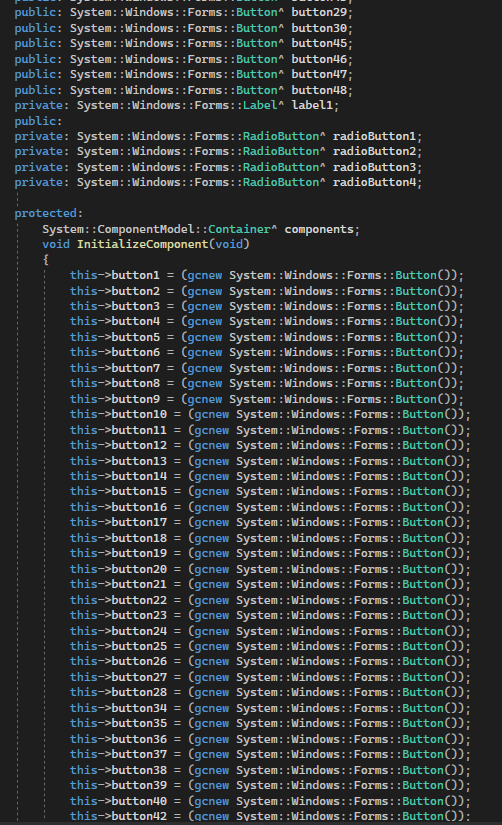 public: System::Windows::Forms::Button^ button29;
public: System::Windows::Forms::Button^ button30;
public: System::Windows::Forms::Button^ button45;
public: System::Windows::Forms::Button^ button46;
public: System::Windows::Forms::Button^ button47;
public: System::Windows::Forms::Button^ button48;
private: System::Windows::Forms::Label^ label1;
public:
private: System::Windows::Forms::RadioButton^ radioButton1;
private: System::Windows::Forms::RadioButton^ radioButton2;
private: System::Windows::Forms::RadioButton^ radioButton3;
private: System::Windows::Forms::RadioButton^ radioButton4;
protected:
System::ComponentModel::Container^ components;
void InitializeComponent(void)
{
this->button1 = (gcnew System::Windows::Forms::Button());
this->button2 = (gcnew System::Windows::Forms::Button());
this->button3 = (gcnew System::Windows::Forms::Button());
this->button4 = (gcnew System::Windows::Forms::Button());
this->button5 = (gcnew System::Windows::Forms::Button());
this->button6 = (gcnew System::Windows::Forms::Button());
this->button7 = (gcnew System::Windows::Forms::Button());
this->button8 = (gcnew System::Windows::Forms::Button());
this->button9 = (gcnew System::Windows::Forms::Button());
this->button10 = (gcnew System::Windows::Forms::Button());
this->button11 = (gcnew System::Windows::Forms::Button());
this->button12 = (gcnew System::Windows::Forms::Button());
this->button13 = (gcnew System::Windows::Forms::Button());
this->button14 = (gcnew System::Windows::Forms::Button());
this->button15 = (gcnew System::Windows::Forms::Button());
this->button16 = (gcnew System::Windows::Forms::Button());
this->button17 = (gcnew System::Windows::Forms::Button());
this->button18 = (gcnew System::Windows::Forms::Button());
this->button19 = (gcnew System::Windows::Forms::Button());
this->button20 = (gcnew System::Windows::Forms::Button());
this->button21 = (gcnew System::Windows::Forms::Button());
this->button22 = (gcnew System::Windows::Forms::Button());
this->button23 = (gcnew System::Windows::Forms::Button());
this->button24 = (gcnew System::Windows::Forms::Button());
this->button25 = (gcnew System::Windows::Forms::Button());
this->button26 = (gcnew System::Windows::Forms::Button());
this->button27 = (gcnew System::Windows::Forms::Button());
this->button28 = (gcnew System::Windows::Forms::Button());
this->button34 = (gcnew System::Windows::Forms::Button());
this->button35 = (gcnew System::Windows::Forms::Button());
this->button36 = (gcnew System::Windows::Forms::Button());
this->button37 = (gcnew System::Windows::Forms::Button());
this->button38 = (gcnew System::Windows::Forms::Button());
this->button39 = (gcnew System::Windows::Forms::Button());
this->button40 = (gcnew System::Windows::Forms::Button());
this->button42 = (gcnew System::Windows::Forms::Button());